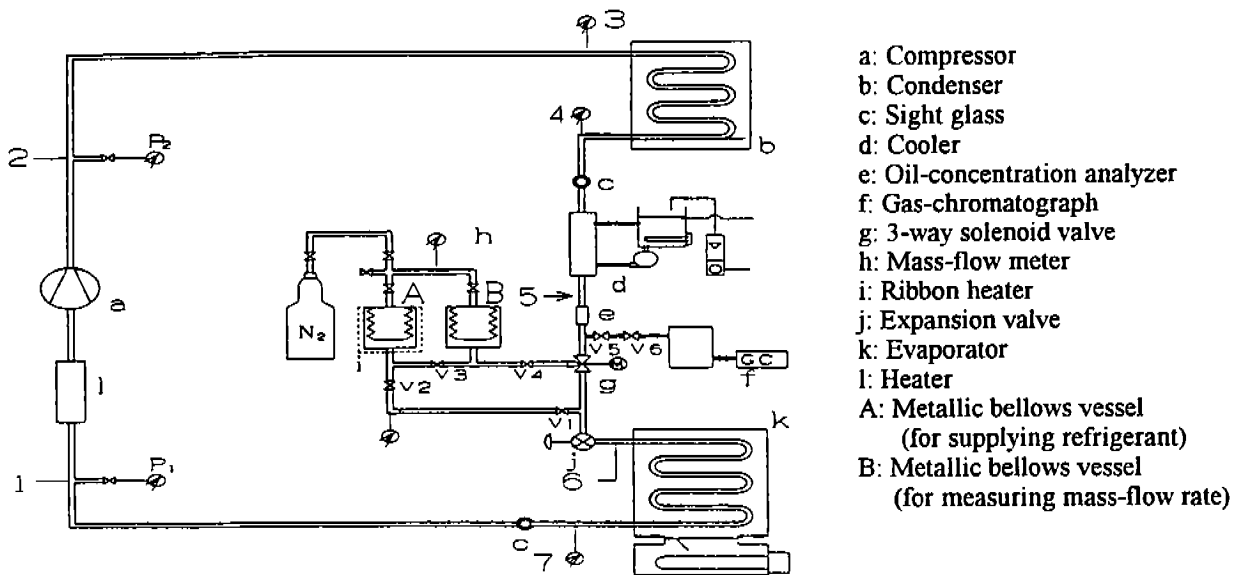 3
4
b
P2
2
c
h
A
B
d
5
a
N2
e
i
V5
V6
GC
V3
V4
g
f
V2
l
V1
k
P1
j
1
6
c
7
a: Compressor
b: Condenser
c: Sight glass
d: Cooler
e: Oil-concentration analyzer
f: Gas-chromatograph
g: 3-way solenoid valve
h: Mass-flow meter
i: Ribbon heater
j: Expansion valve
k: Evaporator
l: Heater
A: Metallic bellows vessel
(for supplying refrigerant)
B: Metallic bellows vessel
(for measuring mass-flow rate)